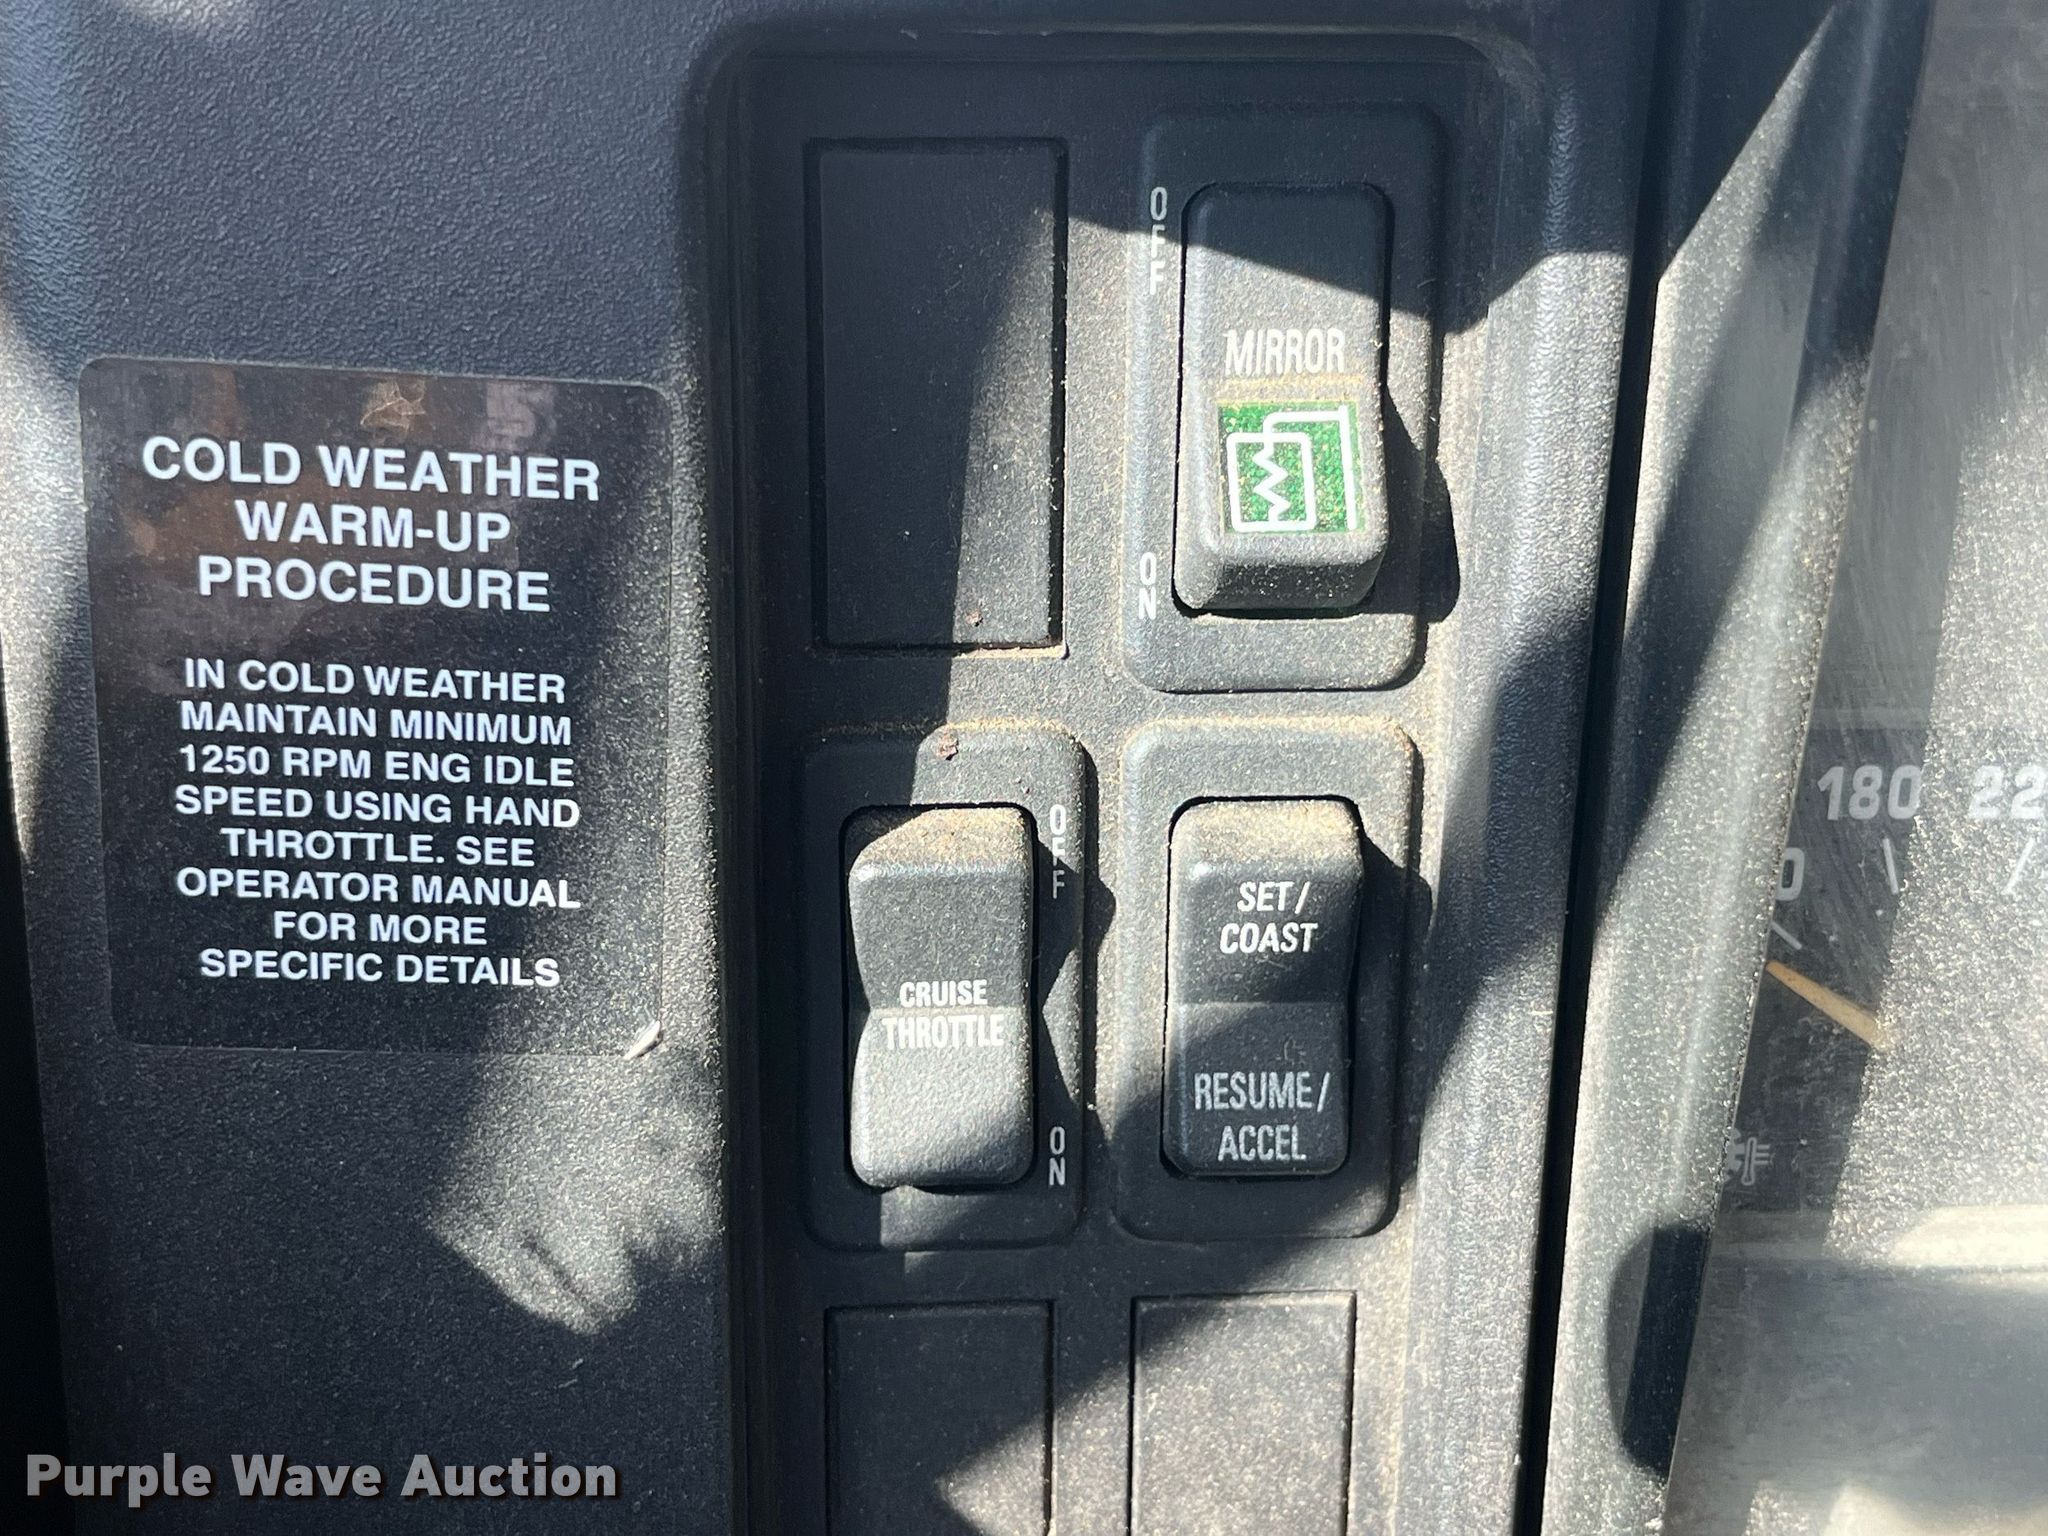 COLD WEATHER
WARM-UP
PROCEDURE
IN COLD WEATHER
MAINTAIN MINIMUM
1250 RPM ENG IDLE
SPEED USING HAND
THROTTLE. SEE
OPERATOR MANUAL
FOR MORE
SPECIFIC DETAILS
OFF
MIRROR
ON
OFF
CRUISE
THROTTLE
ON
SET/
COAST
RESUME/
ACCEL
180
Purple Wave Auction